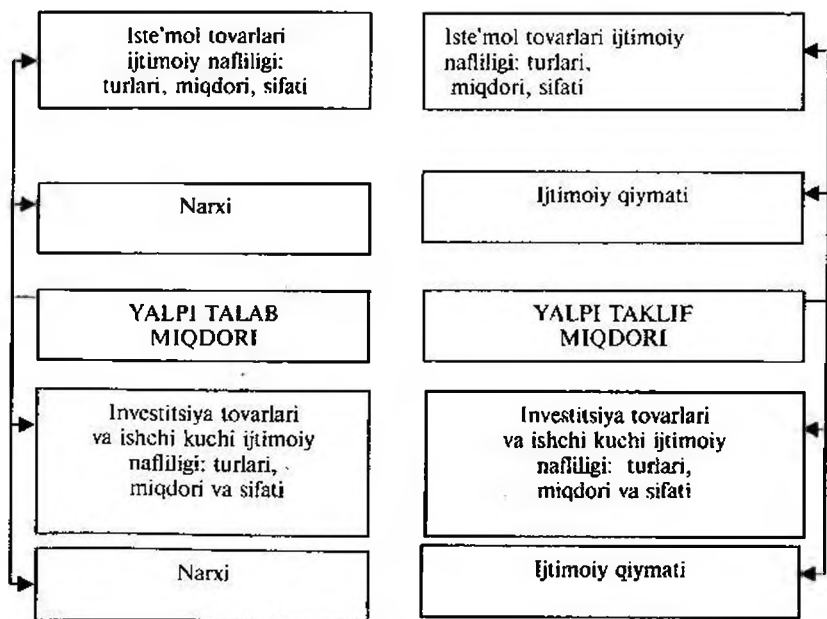 Iste'mol tovarlari
ijtimoiy nafliligi:
turlari, miqdori, sifati
Narxi
YALPI TALAB
MIQDORI
Investitsiya tovarlari
va ishchi kuchi ijtimoiy
nafliligi: turlari,
miqdori va sifati
Narxi
Iste'mol tovarlari ijtimoiy
nafliligi: turlari,
miqdori, sifati
Ijtimoiy qiymati
YALPI TAKLIF
MIQDORI
Investitsiya tovarlari
va ishchi kuchi ijtimoiy
nafliligi: turlari,
miqdori va sifati
Ijtimoiy qiymati